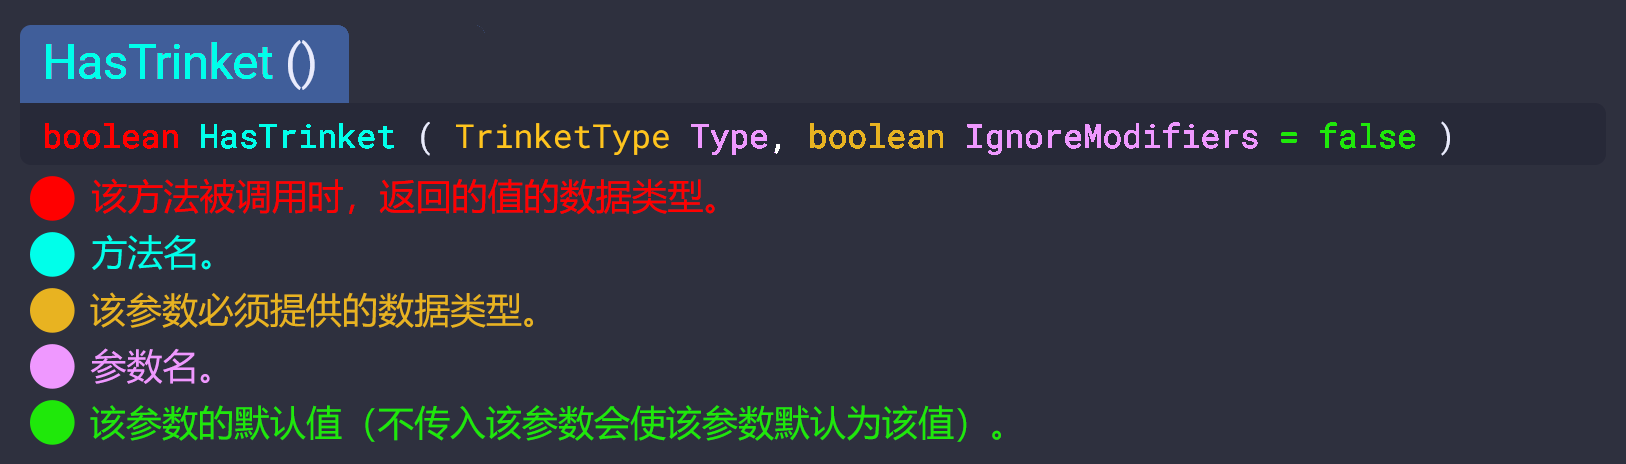 HasTrinket ()
boolean HasTrinket ( TrinketType Type, boolean IgnoreModifiers = false )
该方法被调用时，返回的值的数据类型。
方法名。
该参数必须提供的数据类型。
参数名。
该参数的默认值（不传入该参数会使该参数默认为该值）。